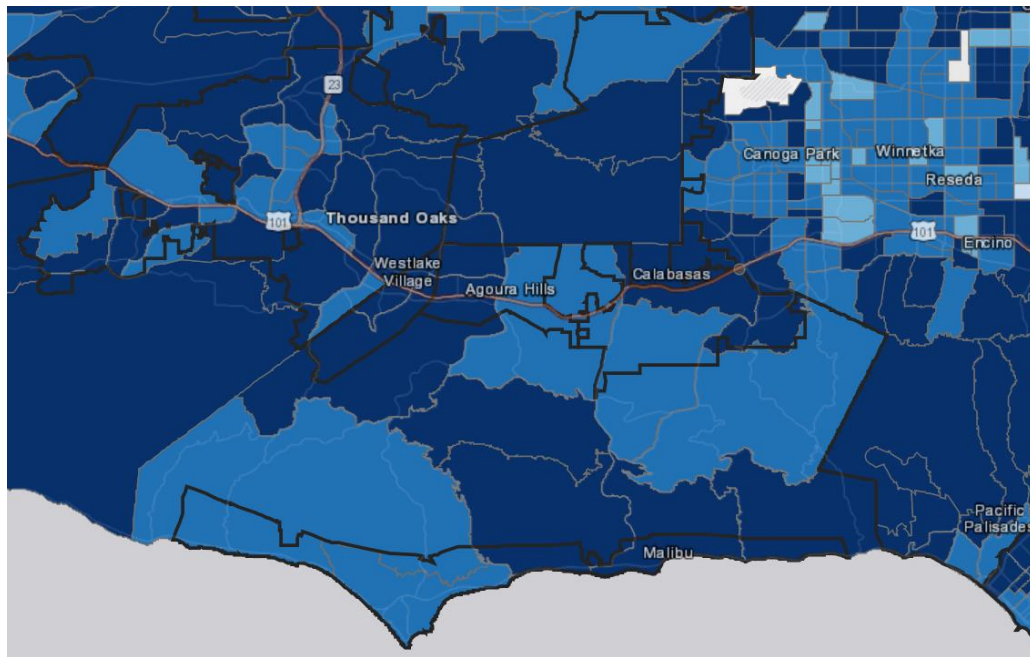 23
Canoga Park
Winnetka
Reseda
Thousand Oaks
101
101
Encino
Westlake
Village
Calabasas
Agoura Hills
Pacific
Palisades
Malibu